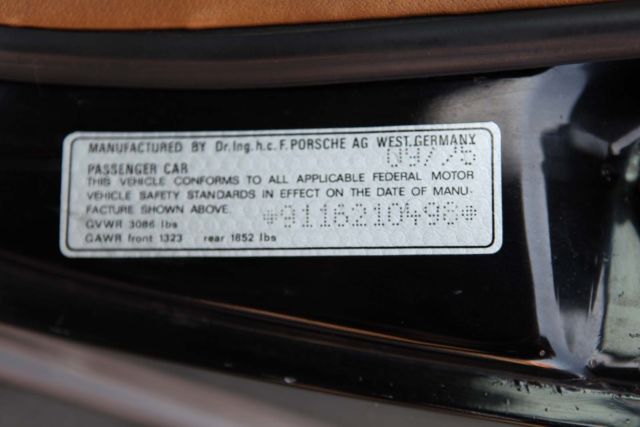 MANUFACTURED BY Dr.Ing.h.c.F.PORSCHE AG WEST.GERMANY
09/75
PASSENGER CAR
THIS VEHICLE CONFORMS TO ALL APPLICABLE FEDERAL MOTOR
VEHICLE SAFETY STANDARDS IN EFFECT ON THE DATE OF MANU-
FACTURE SHOWN ABOVE. *9116210498*
GVWR 3086 lbs
GAWR front 1323 rear 1852 lbs